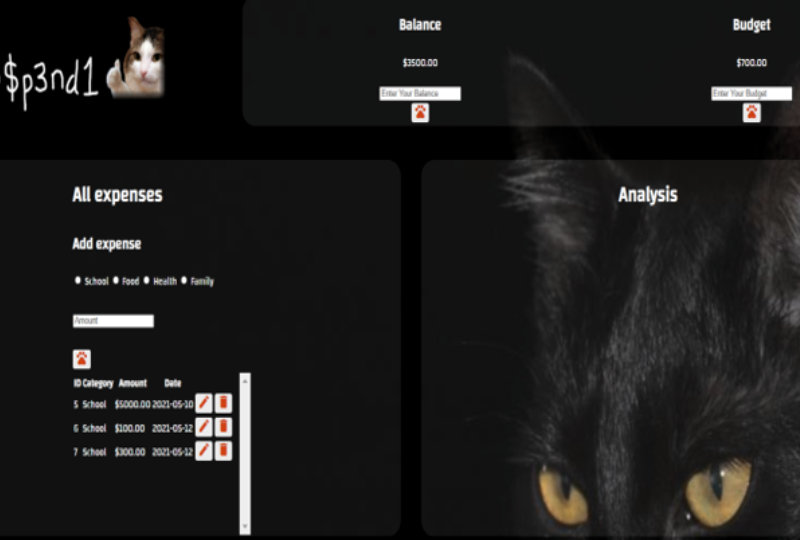 $p3nd1
Balance
$3500.00
Enter Your Balance
Budget
$700.00
Enter Your Budget
All expenses
Add expense
School Food Health Family
Amount
ID Category Amount Date
5 School $5000.00 2021-05-10
6 School $100.00 2021-05-12
7 School $300.00 2021-05-12
Analysis